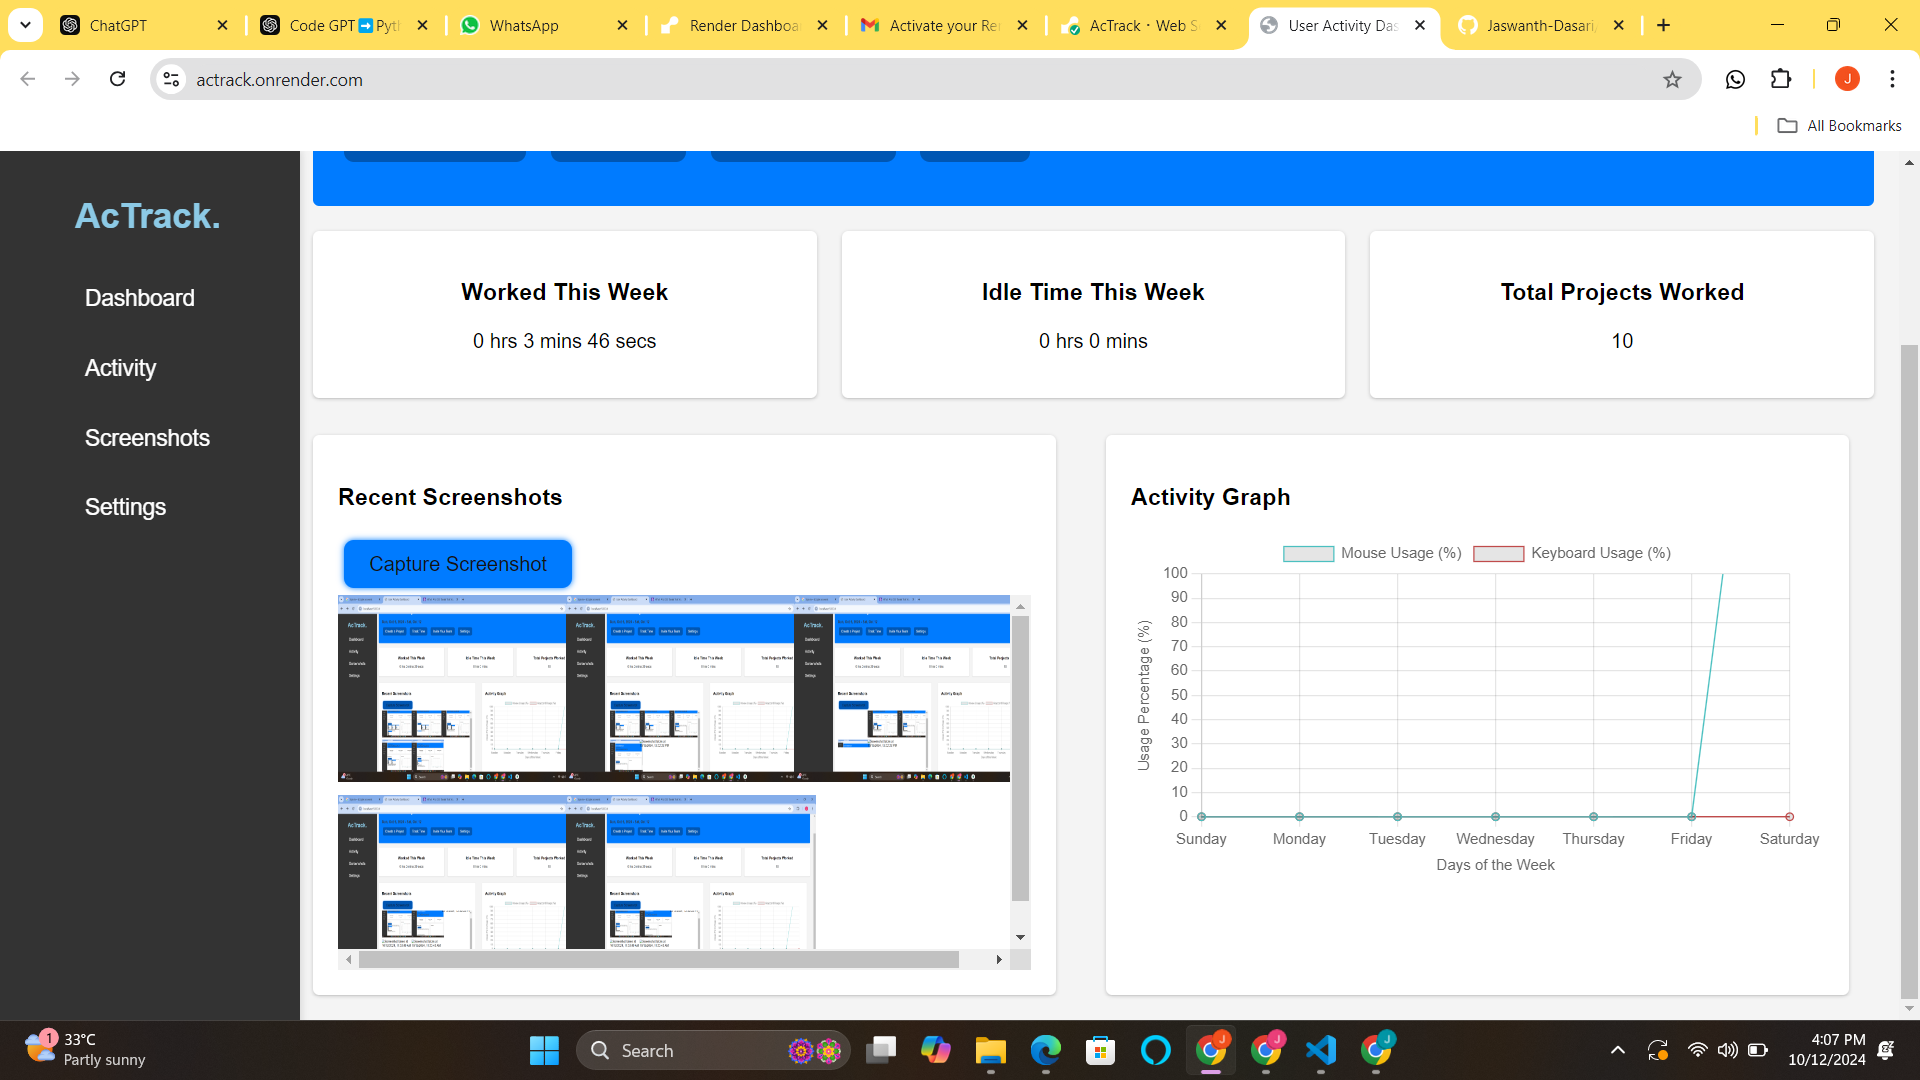 ChatGPT
Code GPT➡️Pyth
WhatsApp
Render Dashboa
Activate your Re
AcTrack · Web S
User Activity Das
Jaswanth-Dasari
actrack.onrender.com
J
All Bookmarks
AcTrack.
Dashboard
Activity
Screenshots
Settings
Worked This Week
0 hrs 3 mins 46 secs
Idle Time This Week
0 hrs 0 mins
Total Projects Worked
10
Recent Screenshots
Capture Screenshot
Activity Graph
Mouse Usage (%)
Keyboard Usage (%)
100
90
80
70
60
50
40
30
20
10
0
Usage Percentage (%)
Sunday
Monday
Tuesday
Wednesday
Thursday
Friday
Saturday
Days of the Week
1
33°C
Partly sunny
Search
J
J
J
4:07 PM
10/12/2024